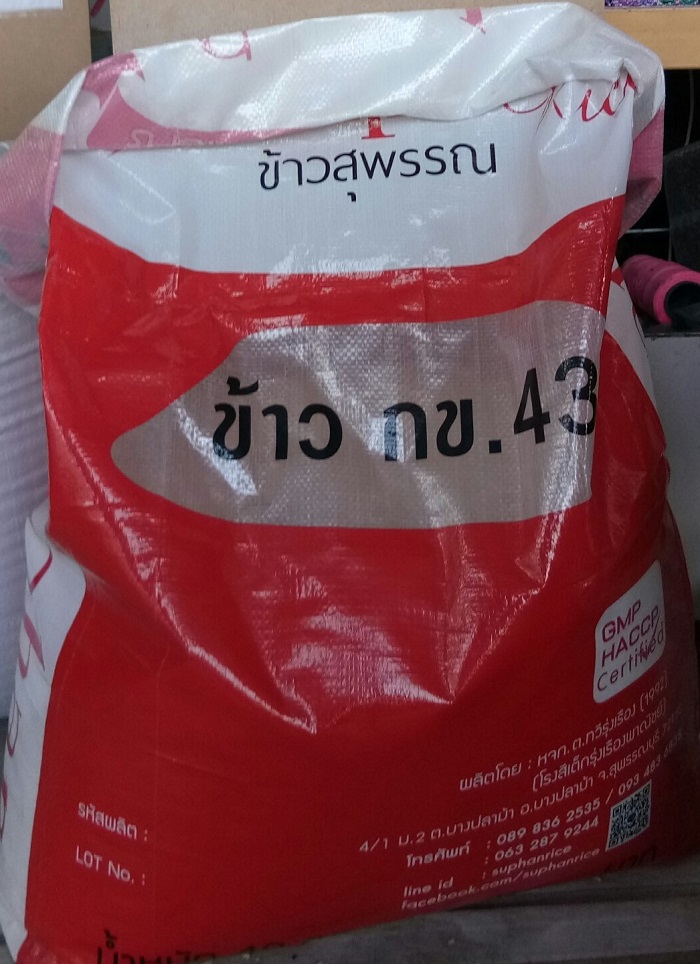 ข้าวสุพรรณ
ข้าว กข.43
GMP
HACCP
Certified
ผลิตโดย : หจก.ต.ทวีรุ่งเรือง (1992)
(โรงสีเด็กรุ่งเรืองพาณิชย์)
4/1 ม.2 ต.บางปลาม้า อ.บางปลาม้า จ.สุพรรณบุรี
โทรศัพท์ : 089 836 2535 / 093 483
: 063 287 9244
line id : suphanrice
facebook.com/suphanrice
รหัสผลิต :
LOT No. :